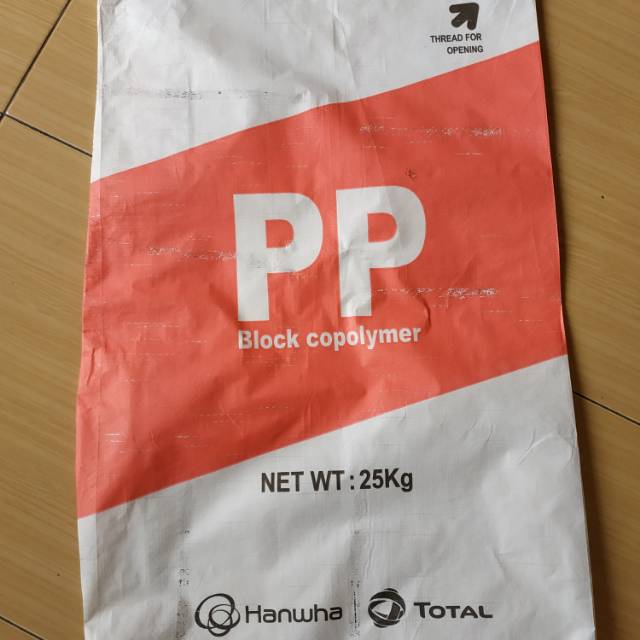 THREAD FOR
OPENING
PP
Block copolymer
NET WT : 25Kg
Hanwha TOTAL